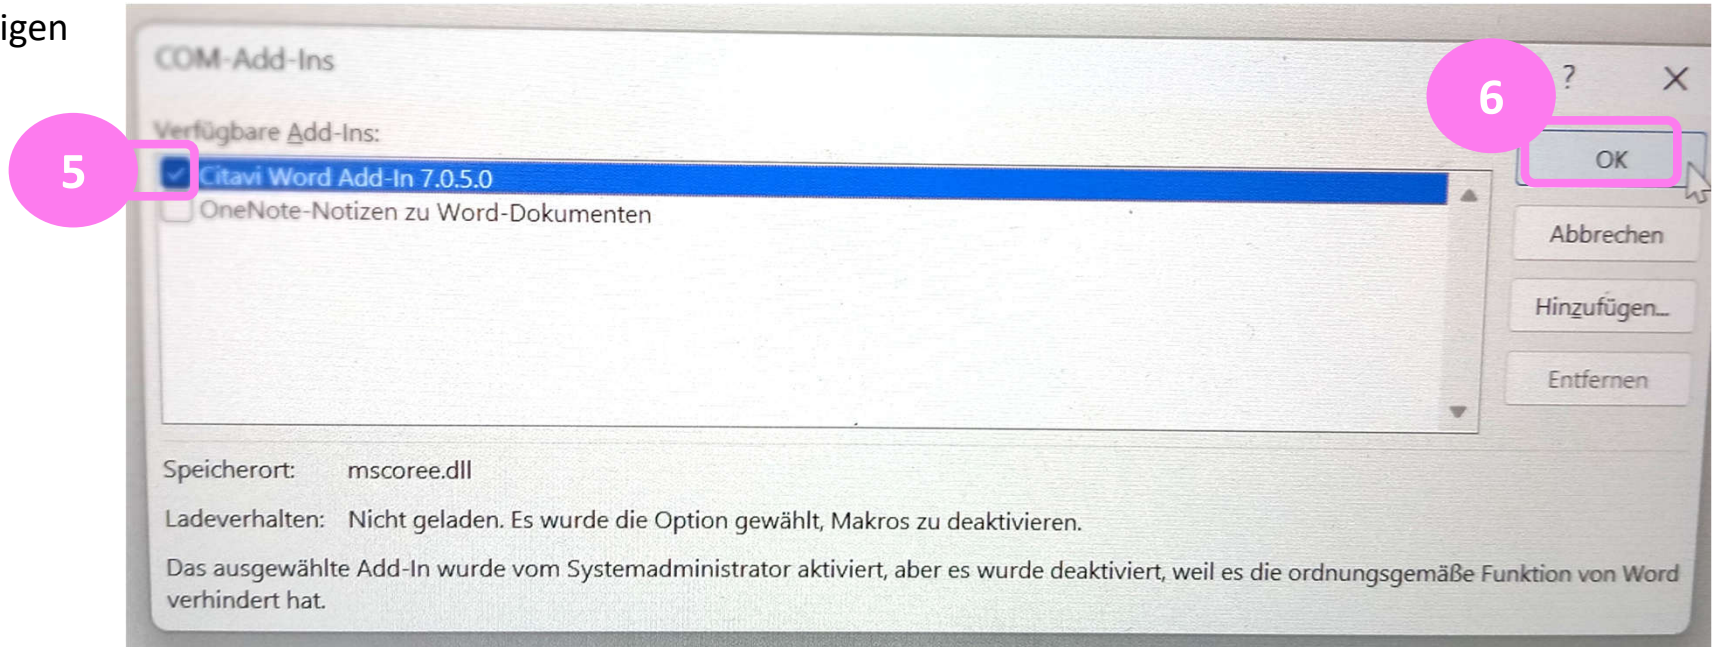 igen
COM-Add-Ins
?
6
Verfügbare Add-Ins:
OK
5
Citavi Word Add-In 7.0.5.0
OneNote-Notizen zu Word-Dokumenten
Abbrechen
Hinzufügen...
Entfernen
Speicherort: mscoree.dll
Ladeverhalten: Nicht geladen. Es wurde die Option gewählt, Makros zu deaktivieren.
Das ausgewählte Add-In wurde vom Systemadministrator aktiviert, aber es wurde deaktiviert, weil es die ordnungsgemäße Funktion von Word
verhindert hat.